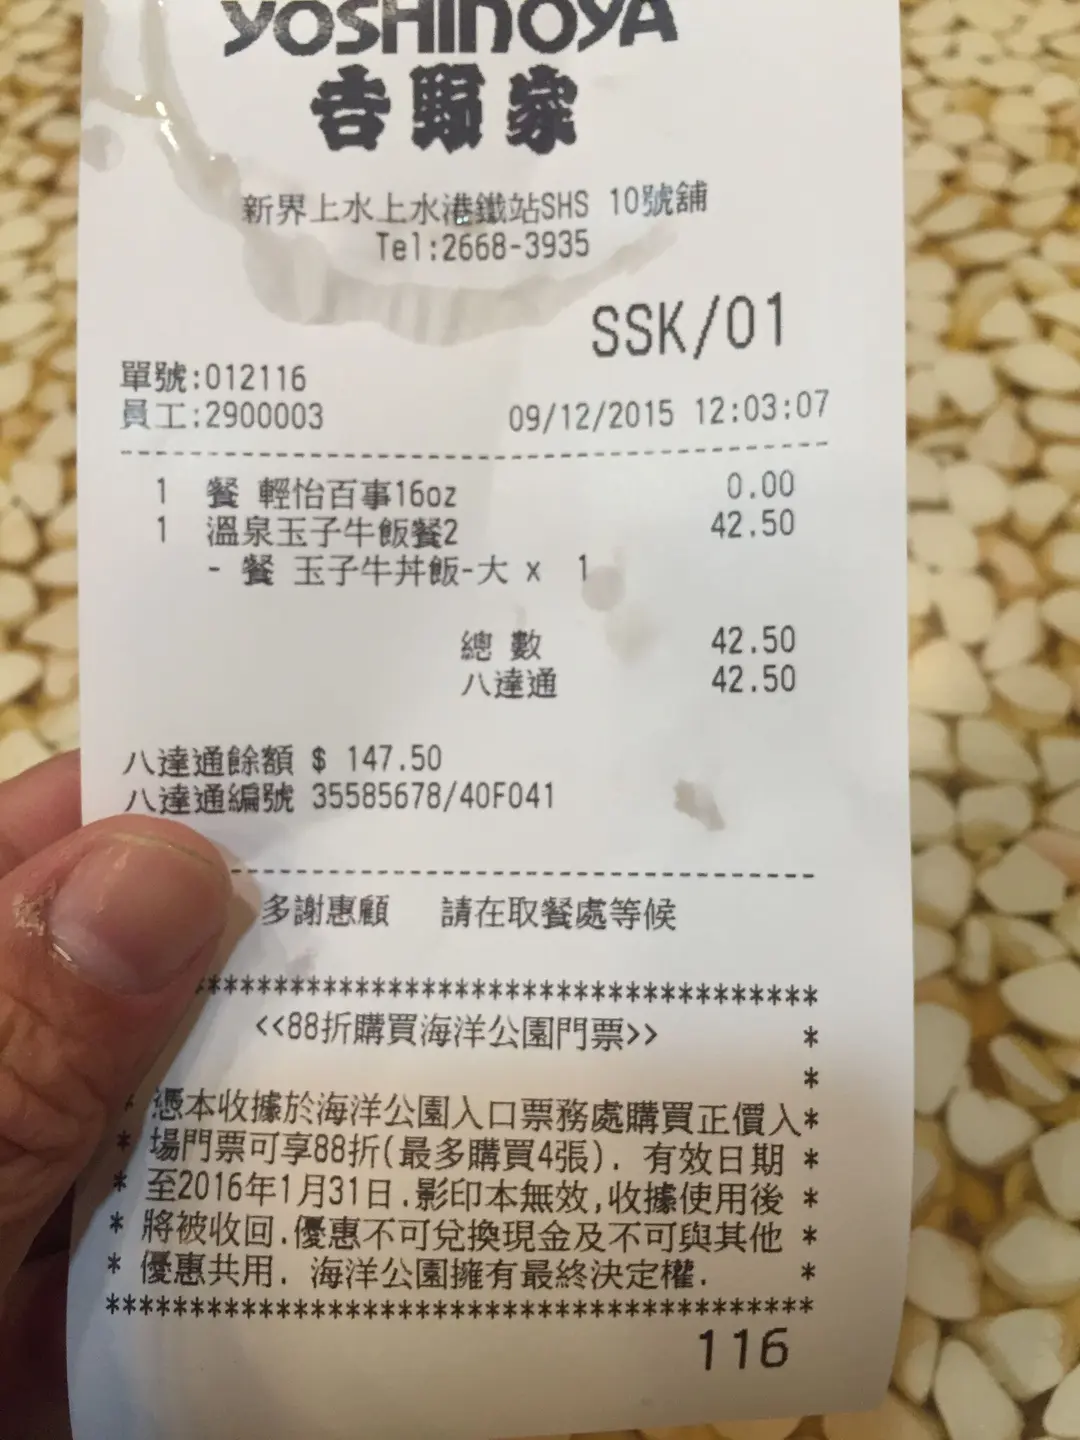 YOSHINOYA
吉野家
新界上水上水港鐵站SHS 10號舖
Tel:2668-3935
SSK/01
單號:012116
員工:2900003 09/12/2015 12:03:07
1 餐 輕怡百事16oz 0.00
1 溫泉玉子牛飯餐2 42.50
- 餐 玉子牛丼飯-大 x 1
總 數 42.50
八達通 42.50
八達通餘額 $ 147.50
八達通編號 35585678/40F041
多謝惠顧 請在取餐處等候
<<88折購買海洋公園門票>>
憑本收據於海洋公園入口票務處購買正價入
場門票可享88折(最多購買4張). 有效日期
至2016年1月31日.影印本無效,收據使用後
將被收回.優惠不可兌換現金及不可與其他
優惠共用. 海洋公園擁有最終決定權.
116